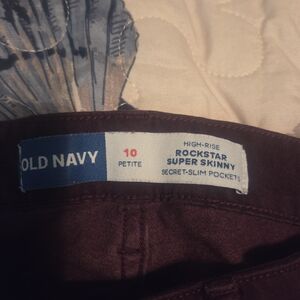 OLD NAVY
10
PETITE
HIGH-RISE
ROCKSTAR
SUPER SKINNY
SECRET-SLIM POCKETS